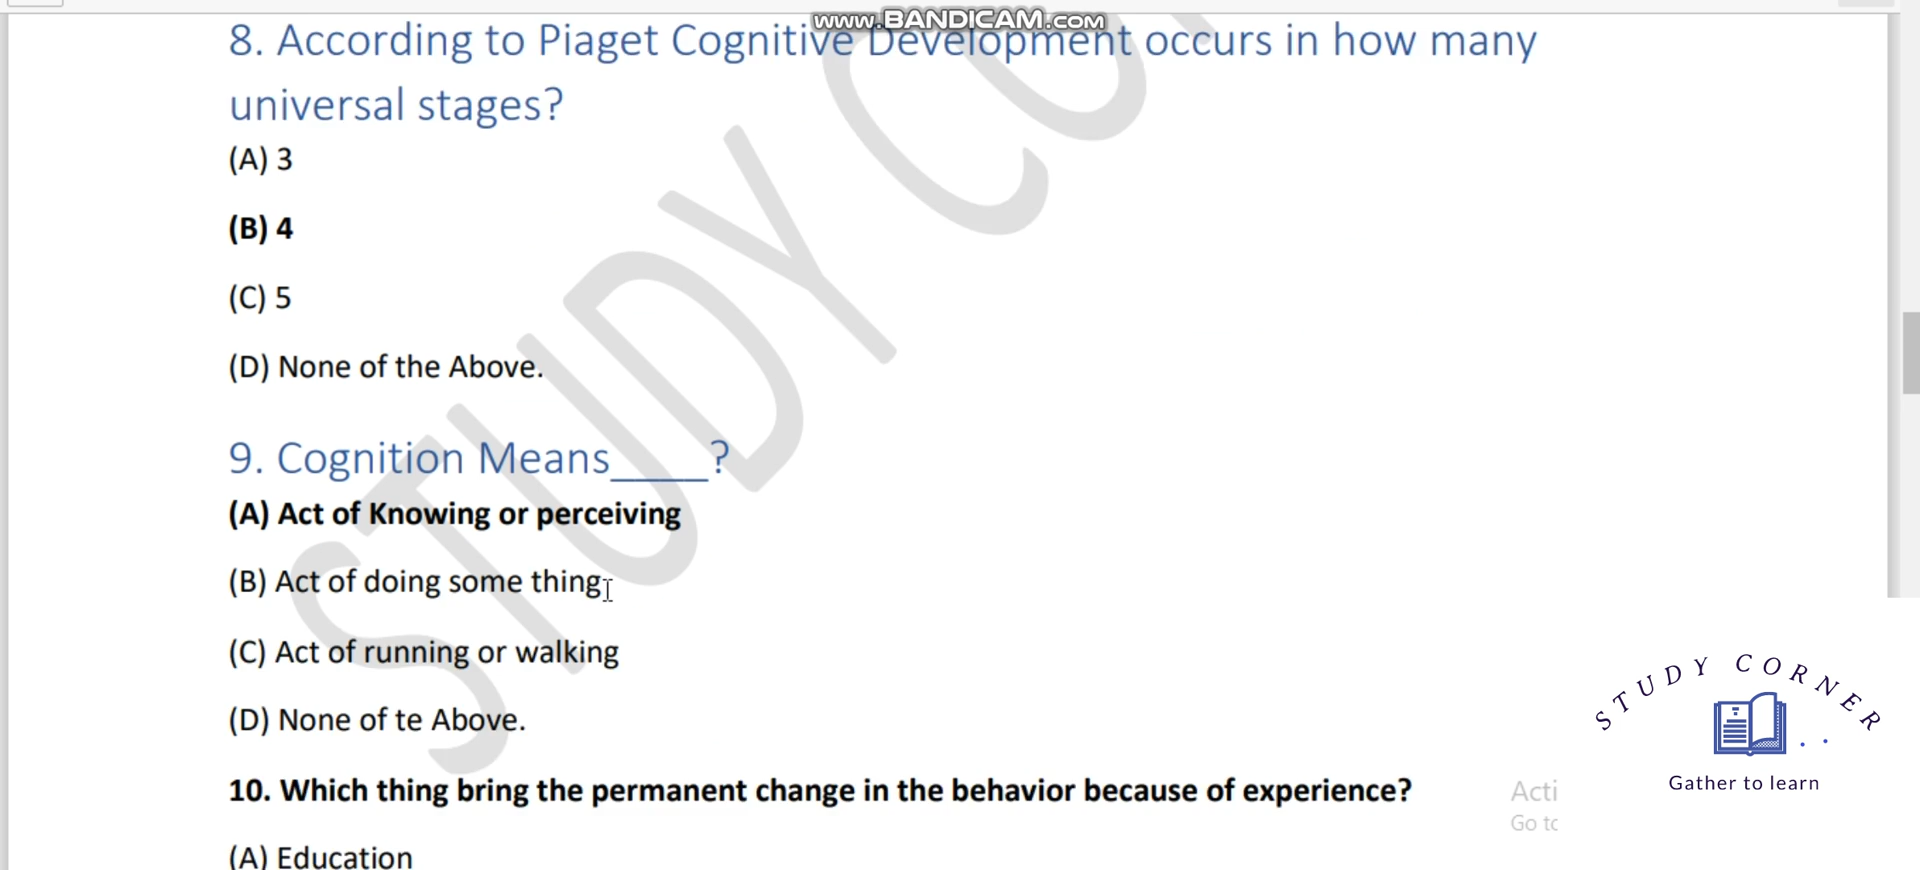 www.BANDICAM.com
8. According to Piaget Cognitive Development occurs in how many
universal stages?
(A) 3
(B) 4
(C) 5
(D) None of the Above.
9. Cognition Means____?
(A) Act of Knowing or perceiving
(B) Act of doing some thing
(C) Act of running or walking
(D) None of te Above.
10. Which thing bring the permanent change in the behavior because of experience?
(A) Education
STUDY CO
STUDY CORNER
Gather to learn
Acti
Go to